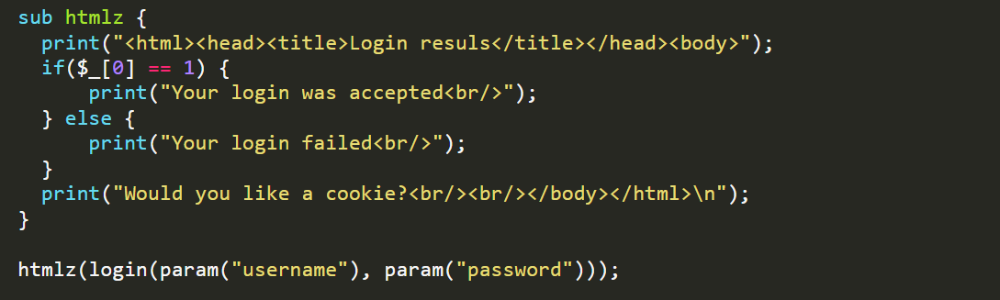 sub htmlz {
  print("<html><head><title>Login resuls</title></head><body>");
  if($_[0] == 1) {
      print("Your login was accepted<br/>");
  } else {
      print("Your login failed<br/>");
  }
  print("Would you like a cookie?<br/><br/></body></html>\n");
}

htmlz(login(param("username"), param("password")));